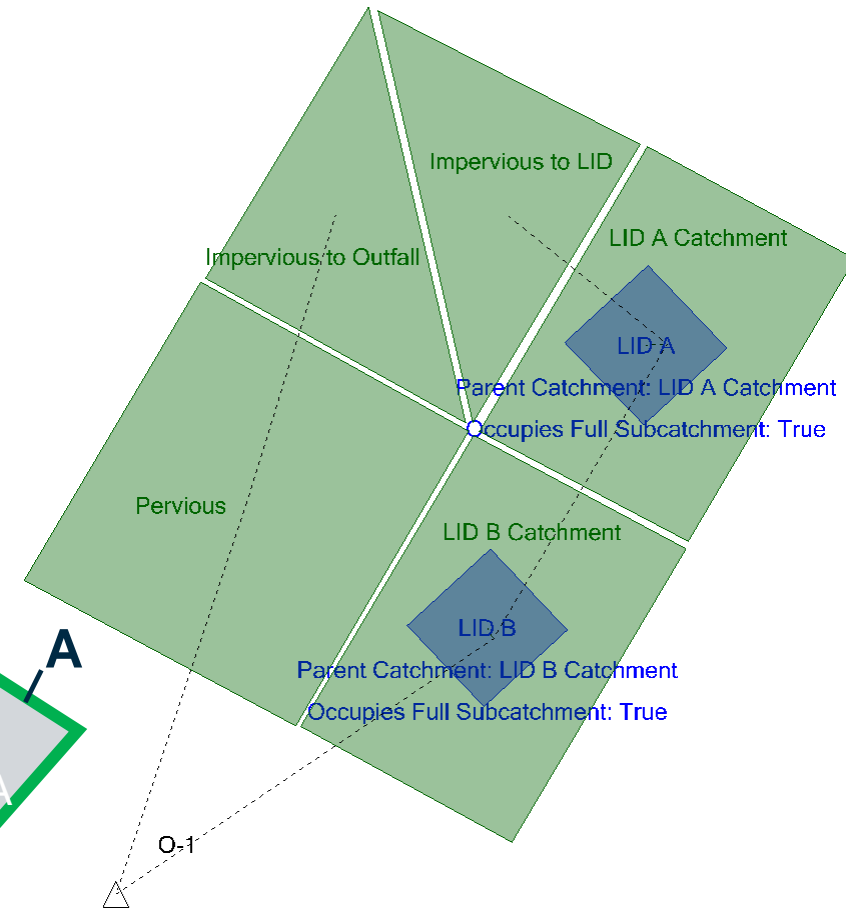 Impervious to LID
LID A Catchment
Impervious to Outfall
LID A
Parent Catchment: LID A Catchment
Occupies Full Subcatchment: True
Pervious
LID B Catchment
LID B
A
Parent Catchment: LID B Catchment
Occupies Full Subcatchment: True
O-1